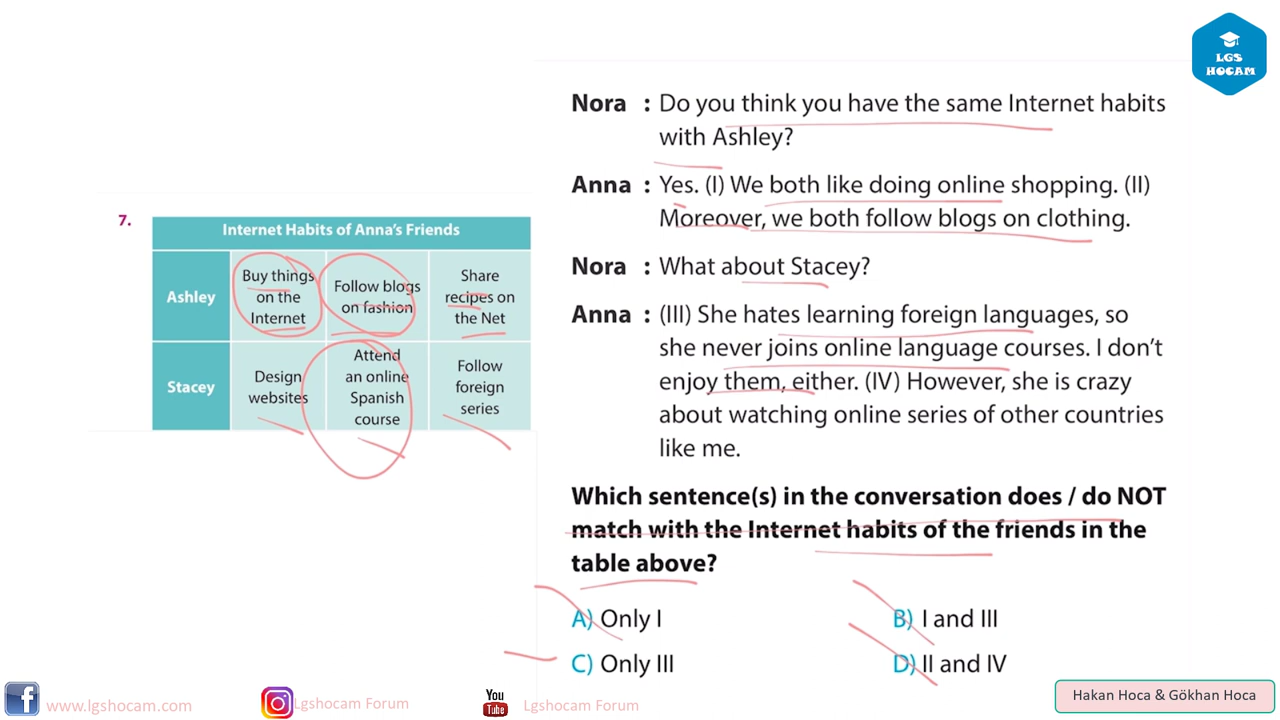 LGS
HOCAM
7.
Internet Habits of Anna's Friends
Ashley
Buy things
on the
Internet
Follow blogs
on fashion
Share
recipes on
the Net
Stacey
Design
websites
Attend
an online
Spanish
course
Follow
foreign
series
Nora : Do you think you have the same Internet habits
with Ashley?
Anna : Yes. (I) We both like doing online shopping. (II)
Moreover, we both follow blogs on clothing.
Nora : What about Stacey?
Anna : (III) She hates learning foreign languages, so
she never joins online language courses. I don't
enjoy them, either. (IV) However, she is crazy
about watching online series of other countries
like me.
Which sentence(s) in the conversation does / do NOT
match with the Internet habits of the friends in the
table above?
A) Only I
B) I and III
C) Only III
D) II and IV
www.lgshocam.com
Lgshocam Forum
You
Tube
Lgshocam Forum
Hakan Hoca & Gökhan Hoca